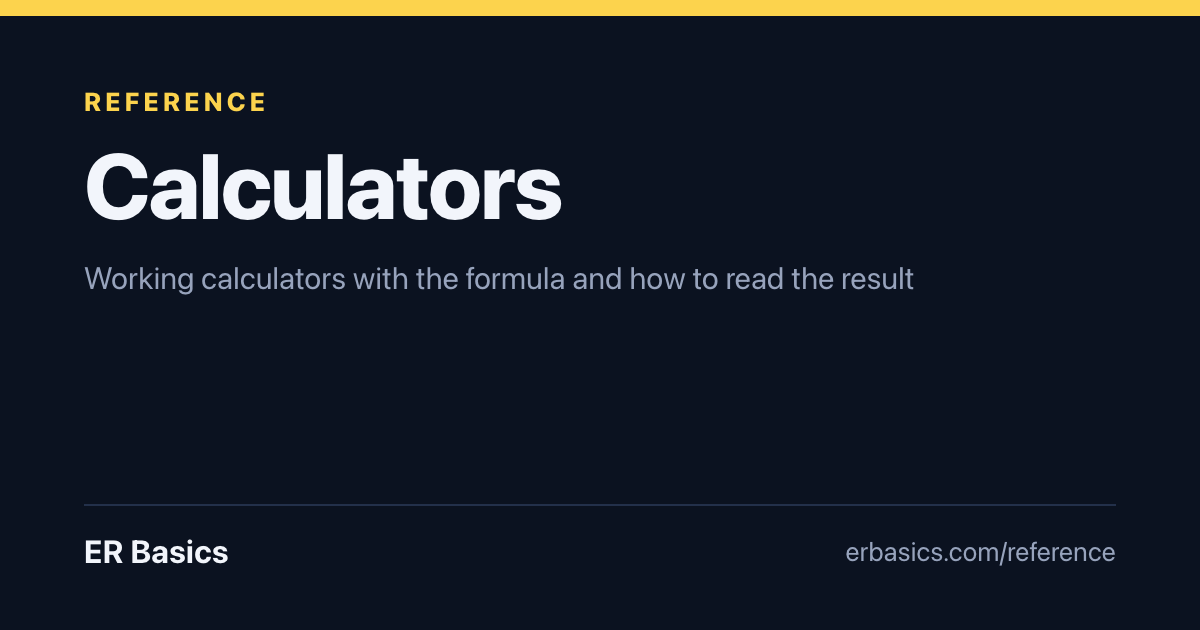 REFERENCE
Calculators
Working calculators with the formula and how to read the result
ER Basics
erbasics.com/reference